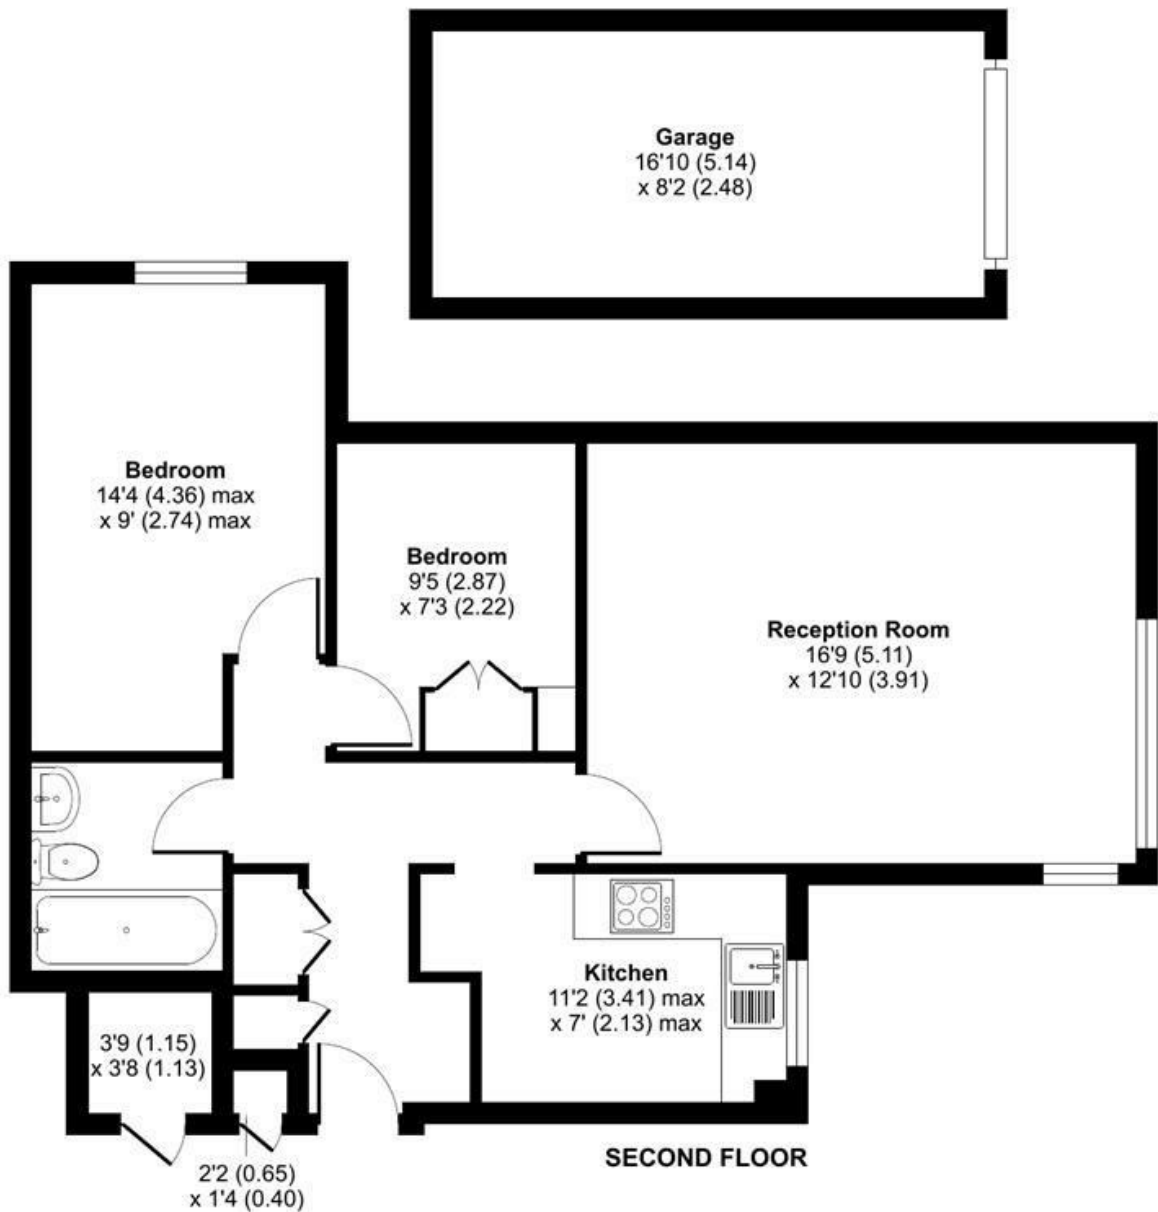 Garage
16'10 (5.14)
x 8'2 (2.48)
Bedroom
14'4 (4.36) max
x 9' (2.74) max
Bedroom
9'5 (2.87)
x 7'3 (2.22)
Reception Room
16'9 (5.11)
x 12'10 (3.91)
Kitchen
11'2 (3.41) max
x 7' (2.13) max
3'9 (1.15)
x 3'8 (1.13)
2'2 (0.65)
x 1'4 (0.40)
SECOND FLOOR